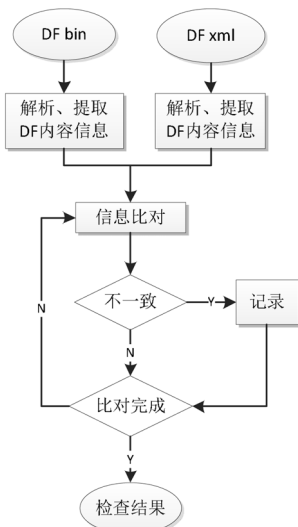 DF bin
DF xml
解析、提取
DF内容信息
解析、提取
DF内容信息
信息比对
不一致
Y
记录
N
N
比对完成
Y
检查结果